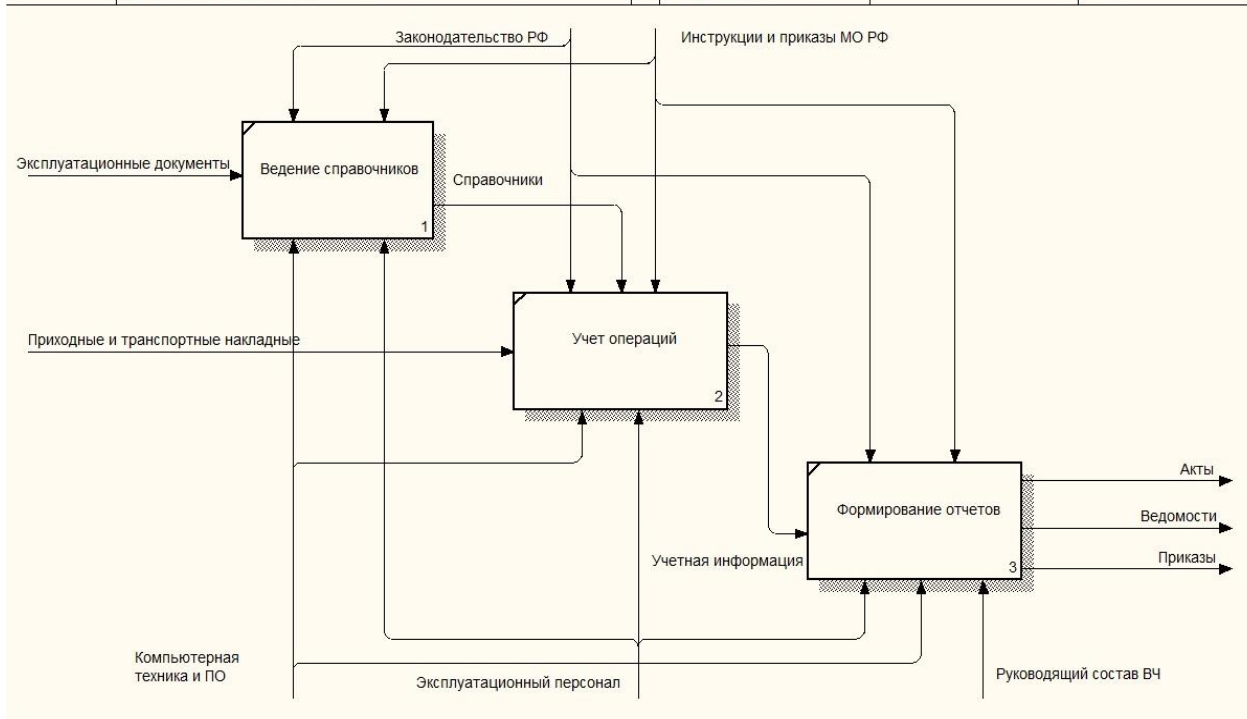 Законодательство РФ
Инструкции и приказы МО РФ
Эксплуатационные документы
Ведение справочников
1
Справочники
Приходные и транспортные накладные
Учет операций
2
Формирование отчетов
3
Акты
Ведомости
Приказы
Учетная информация
Компьютерная
техника и ПО
Эксплуатационный персонал
Руководящий состав ВЧ